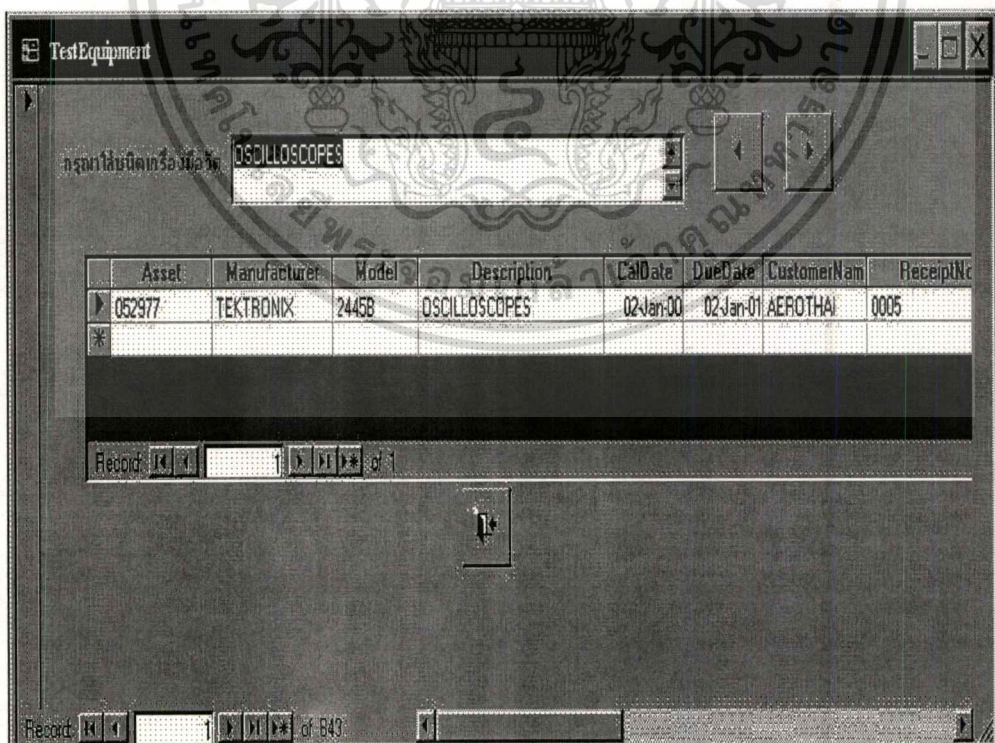 TestEquipment
กรุณาใส่ชนิดเครื่องมือวัด OSCILLOSCOPES
Asset Manufacturer Model Description CalDate DueDate CustomerNam ReceiptNo
052977 TEKTRONIX 2445B OSCILLOSCOPES 02-Jan-00 02-Jan-01 AEROTHAI 0005
Record: 1 of 1
Record: 1 of 843